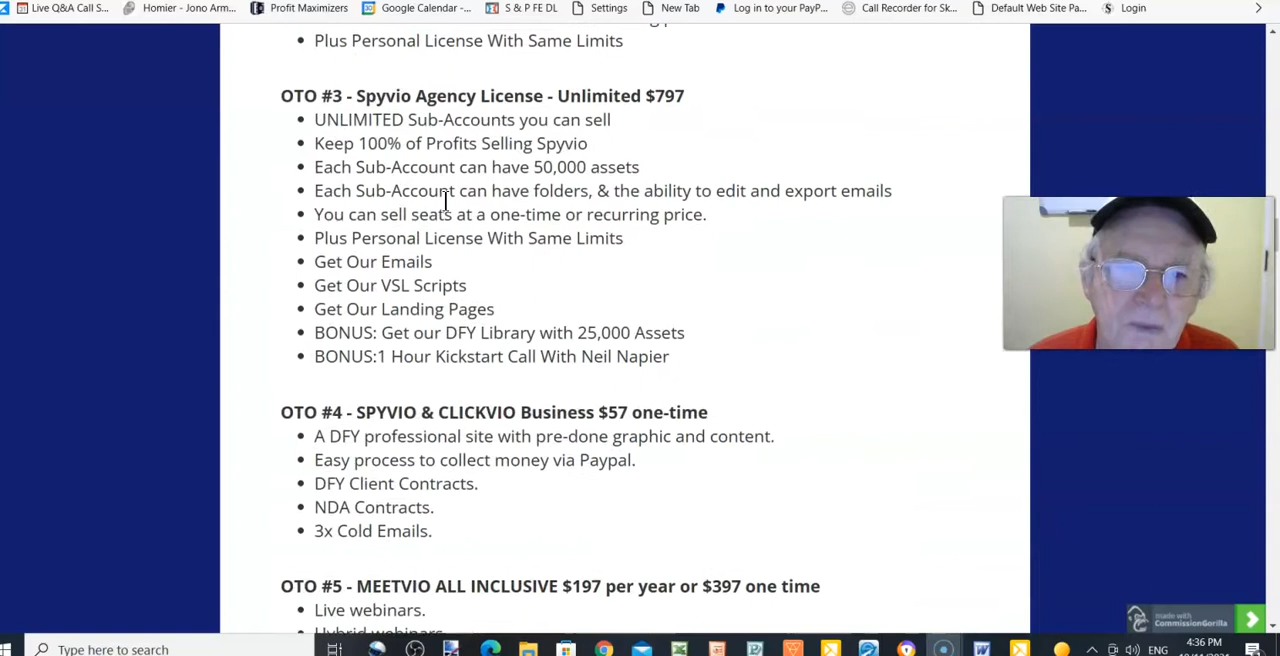 Live Q&A Call S...
Homier - Jono Arm...
Profit Maximizers
Google Calendar -...
S & P FE DL
Settings
New Tab
Log in to your PayP...
Call Recorder for Sk...
Default Web Site Pa...
Login
Plus Personal License With Same Limits
OTO #3 - Spyvio Agency License - Unlimited $797
UNLIMITED Sub-Accounts you can sell
Keep 100% of Profits Selling Spyvio
Each Sub-Account can have 50,000 assets
Each Sub-Account can have folders, & the ability to edit and export emails
You can sell seats at a one-time or recurring price.
Plus Personal License With Same Limits
Get Our Emails
Get Our VSL Scripts
Get Our Landing Pages
BONUS: Get our DFY Library with 25,000 Assets
BONUS:1 Hour Kickstart Call With Neil Napier
OTO #4 - SPYVIO & CLICKVIO Business $57 one-time
A DFY professional site with pre-done graphic and content.
Easy process to collect money via Paypal.
DFY Client Contracts.
NDA Contracts.
3x Cold Emails.
OTO #5 - MEETVIO ALL INCLUSIVE $197 per year or $397 one time
Live webinars.
Hybrid webinars
made with
CommissionGorilla
Type here to search
ENG
4:36 PM